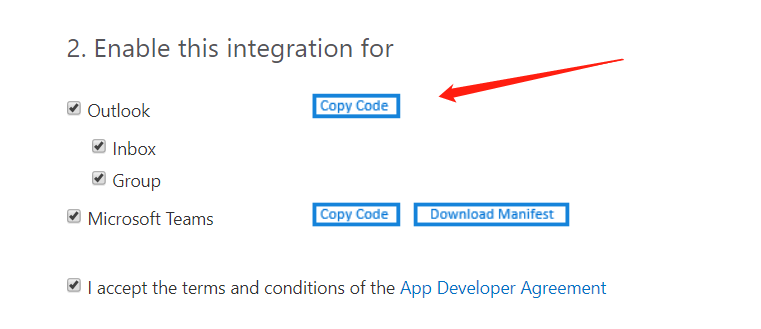 2. Enable this integration for
Outlook Copy Code
Inbox
Group
Microsoft Teams Copy Code Download Manifest
I accept the terms and conditions of the App Developer Agreement